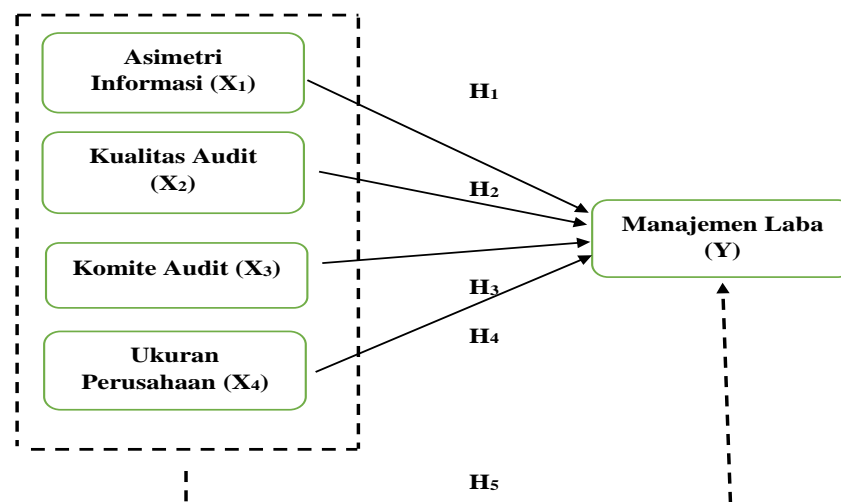 Asimetri
Informasi (X₁)
H₁
Kualitas Audit
(X₂)
H₂
Manajemen Laba
(Y)
Komite Audit (X₃)
H₃
H₄
Ukuran
Perusahaan (X₄)
H₅